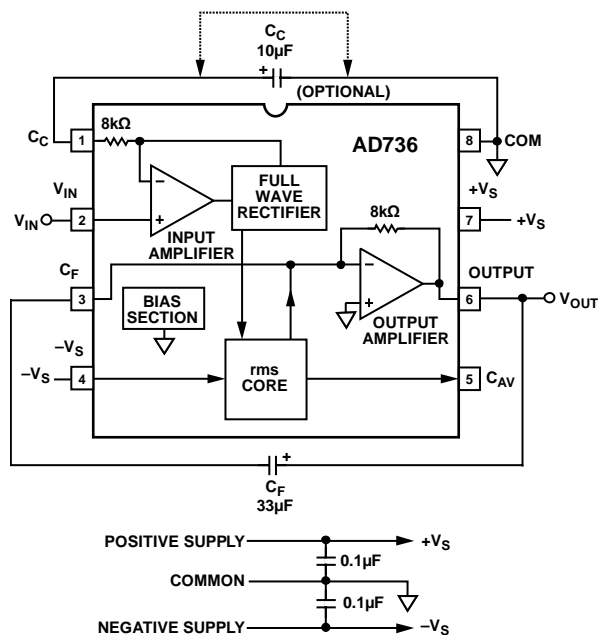 C_C
10µF
+
(OPTIONAL)
8kΩ
AD736
C_C
1
8
COM
FULL
WAVE
RECTIFIER
–
+
V_IN
V_IN
2
+V_S
7
+V_S
INPUT
AMPLIFIER
8kΩ
C_F
3
–
+
OUTPUT
6
V_OUT
BIAS
SECTION
OUTPUT
AMPLIFIER
–V_S
–V_S
4
rms
CORE
5
C_AV
+
C_F
33µF
POSITIVE SUPPLY
+V_S
0.1µF
COMMON
0.1µF
NEGATIVE SUPPLY
–V_S